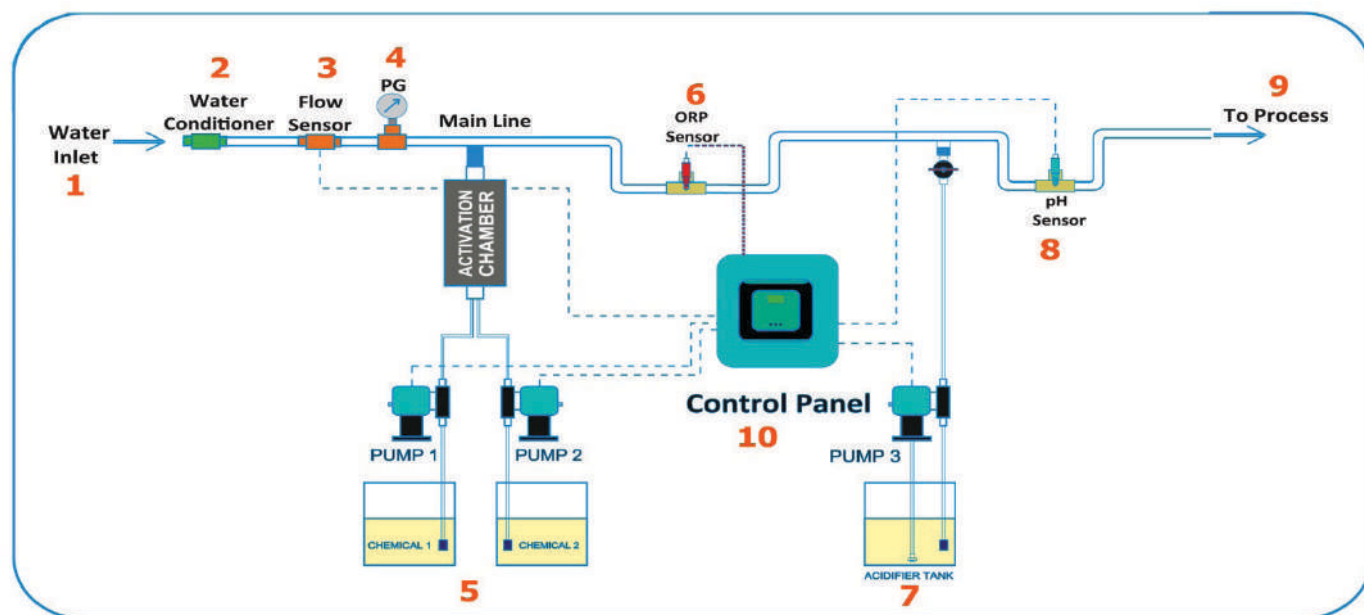 Water
Inlet
1
2
Water
Conditioner
3
Flow
Sensor
4
PG
Main Line
6
ORP
Sensor
9
To Process
pH
Sensor
8
ACTIVATION
CHAMBER
Control Panel
10
PUMP 1
PUMP 2
PUMP 3
CHEMICAL 1
CHEMICAL 2
5
ACIDIFIER TANK
7